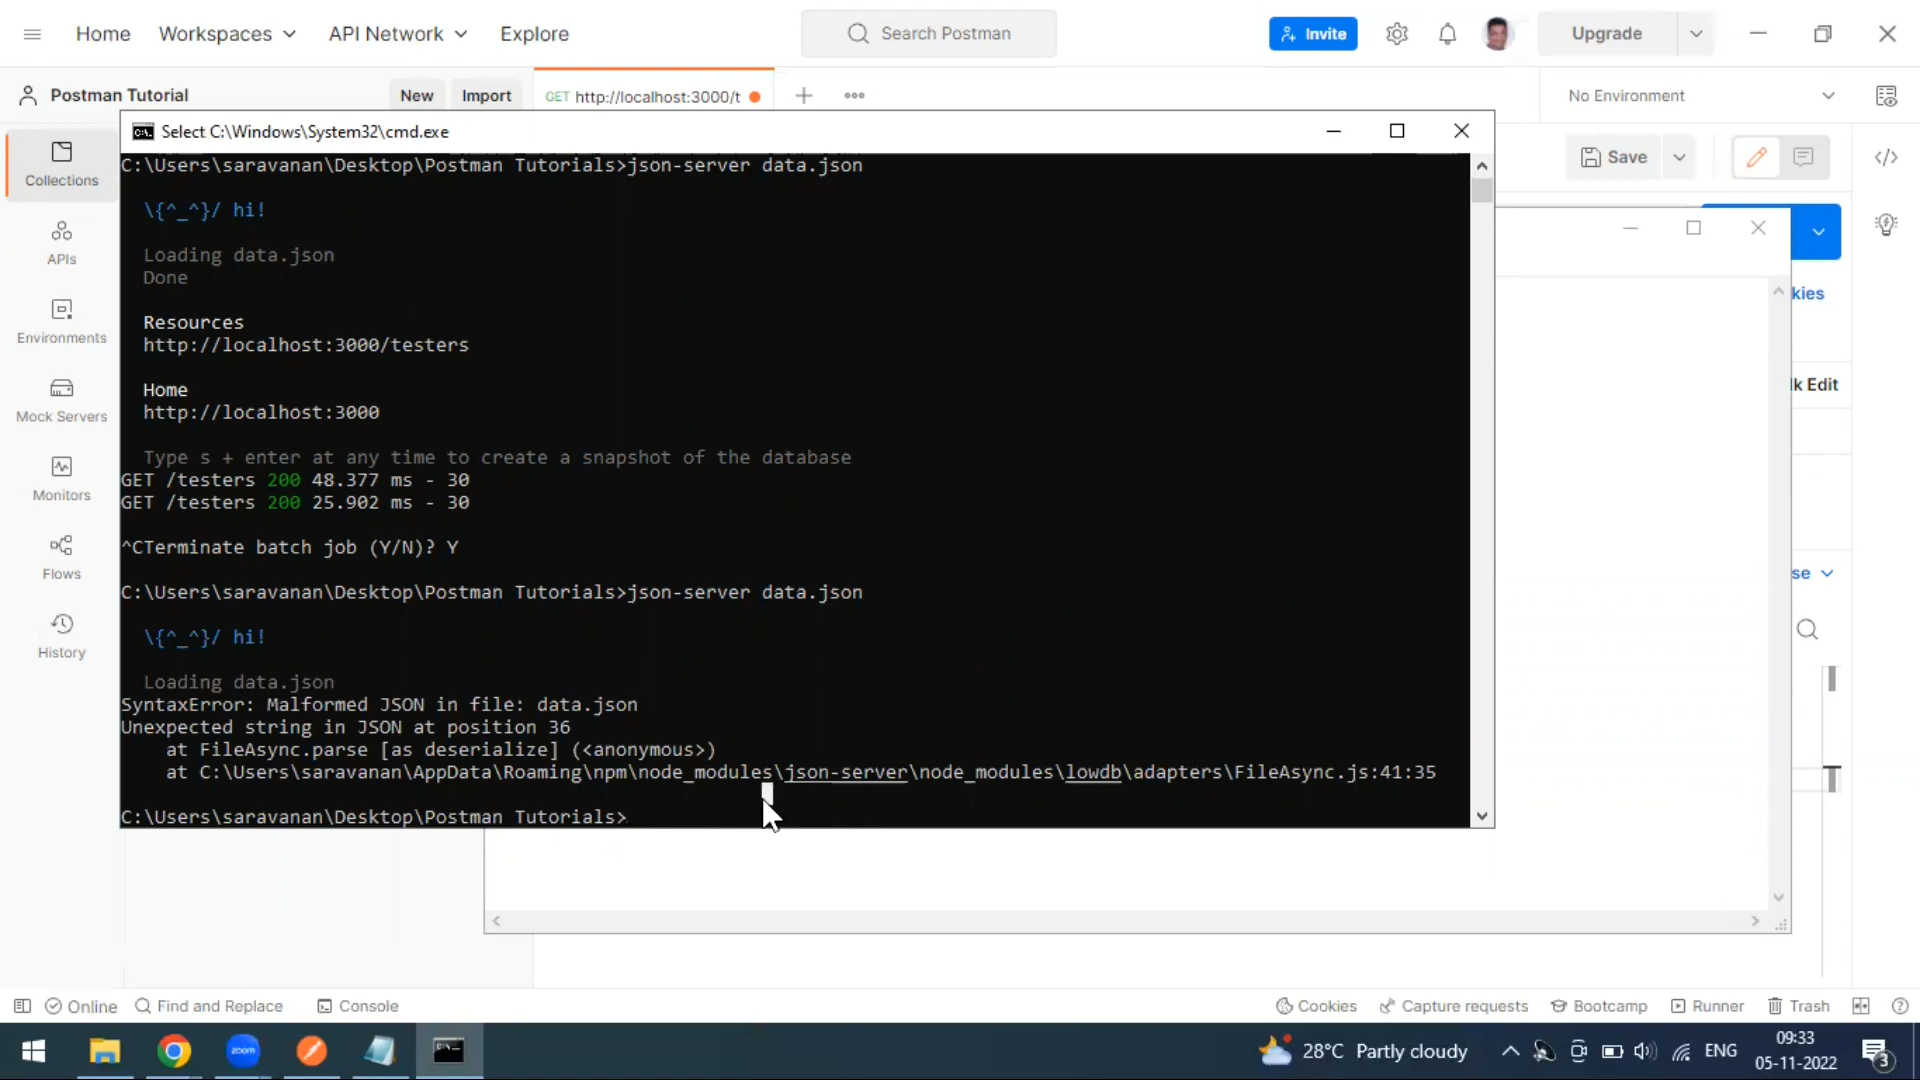 Home Workspaces API Network Explore Search Postman Invite Upgrade
Postman Tutorial New Import GET http://localhost:3000/t No Environment
Select C:\Windows\System32\cmd.exe
Save
Collections
APIs
Environments
Mock Servers
Monitors
Flows
History
C:\Users\saravanan\Desktop\Postman Tutorials>json-server data.json
\{^_^}/ hi!
Loading data.json
Done
Resources
http://localhost:3000/testers
Home
http://localhost:3000
Type s + enter at any time to create a snapshot of the database
GET /testers 200 48.377 ms - 30
GET /testers 200 25.902 ms - 30
^CTerminate batch job (Y/N)? Y
C:\Users\saravanan\Desktop\Postman Tutorials>json-server data.json
\{^_^}/ hi!
Loading data.json
SyntaxError: Malformed JSON in file: data.json
Unexpected string in JSON at position 36
at FileAsync.parse [as deserialize] (<anonymous>)
at C:\Users\saravanan\AppData\Roaming\npm\node_modules\json-server\node_modules\lowdb\adapters\FileAsync.js:41:35
C:\Users\saravanan\Desktop\Postman Tutorials>
kies
lk Edit
se
Online Find and Replace Console Cookies Capture requests Bootcamp Runner Trash
zoom
28°C Partly cloudy ENG
09:33
05-11-2022
3